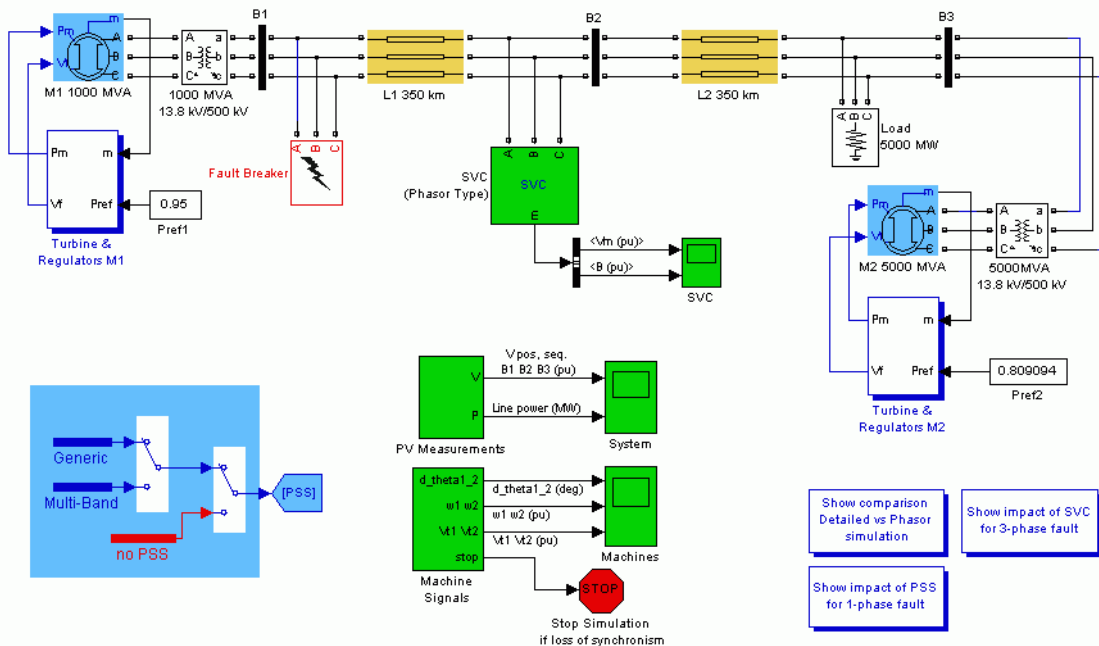 B1
B2
B3
Pm
m
Vf
A
B
C
M1 1000 MVA
A
B
C
a
b
c
1000 MVA
13.8 kV/500 kV
L1 350 km
L2 350 km
A
B
C
Fault Breaker
A
B
C
SVC
m
SVC
(Phasor Type)
<Vm (pu)>
<B (pu)>
SVC
A
B
C
Load
5000 MW
Pm
m
Vf
Pref
0.95
Pref1
Turbine &
Regulators M1
Pm
m
Vf
A
B
C
M2 5000 MVA
A
B
C
a
b
c
5000MVA
13.8 kV/500 kV
Pm
m
Vf
Pref
0.809094
Pref2
Turbine &
Regulators M2
V
P
PV Measurements
Vpos, seq.
B1 B2 B3 (pu)
Line power (MW)
System
Generic
Multi-Band
no PSS
[PSS]
d_theta1_2
w1 w2
Vt1 Vt2
stop
Machine
Signals
d_theta1_2 (deg)
w1 w2 (pu)
Vt1 Vt2 (pu)
Machines
STOP
Stop Simulation
if loss of synchronism
Show comparison
Detailed vs Phasor
simulation
Show impact of SVC
for 3-phase fault
Show impact of PSS
for 1-phase fault